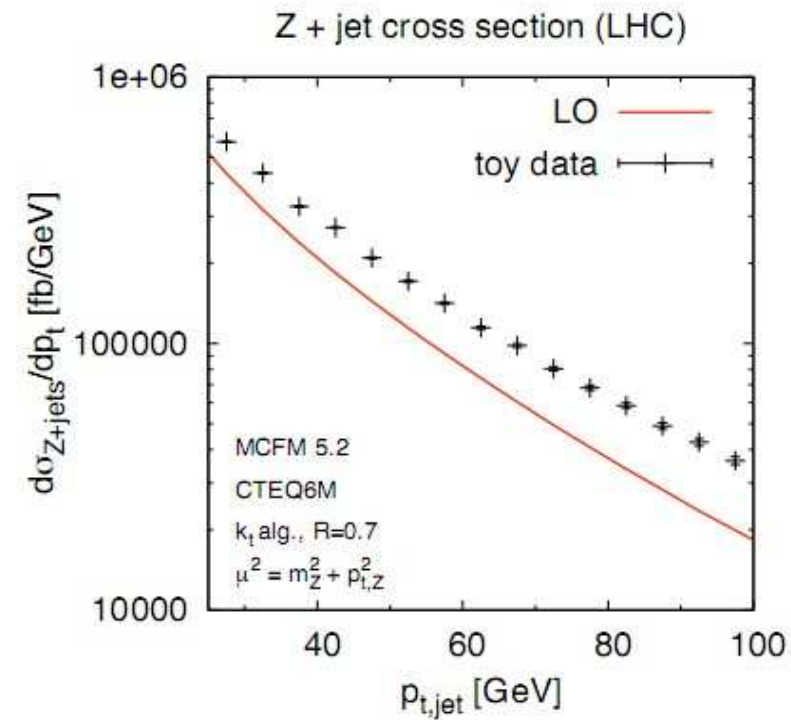 Z + jet cross section (LHC)
1e+06
100000
10000
dσZ+jets/dpt [fb/GeV]
LO
toy data
MCFM 5.2
CTEQ6M
kt alg., R=0.7
μ² = m²Z + p²t,Z
40 60 80 100
pt,jet [GeV]